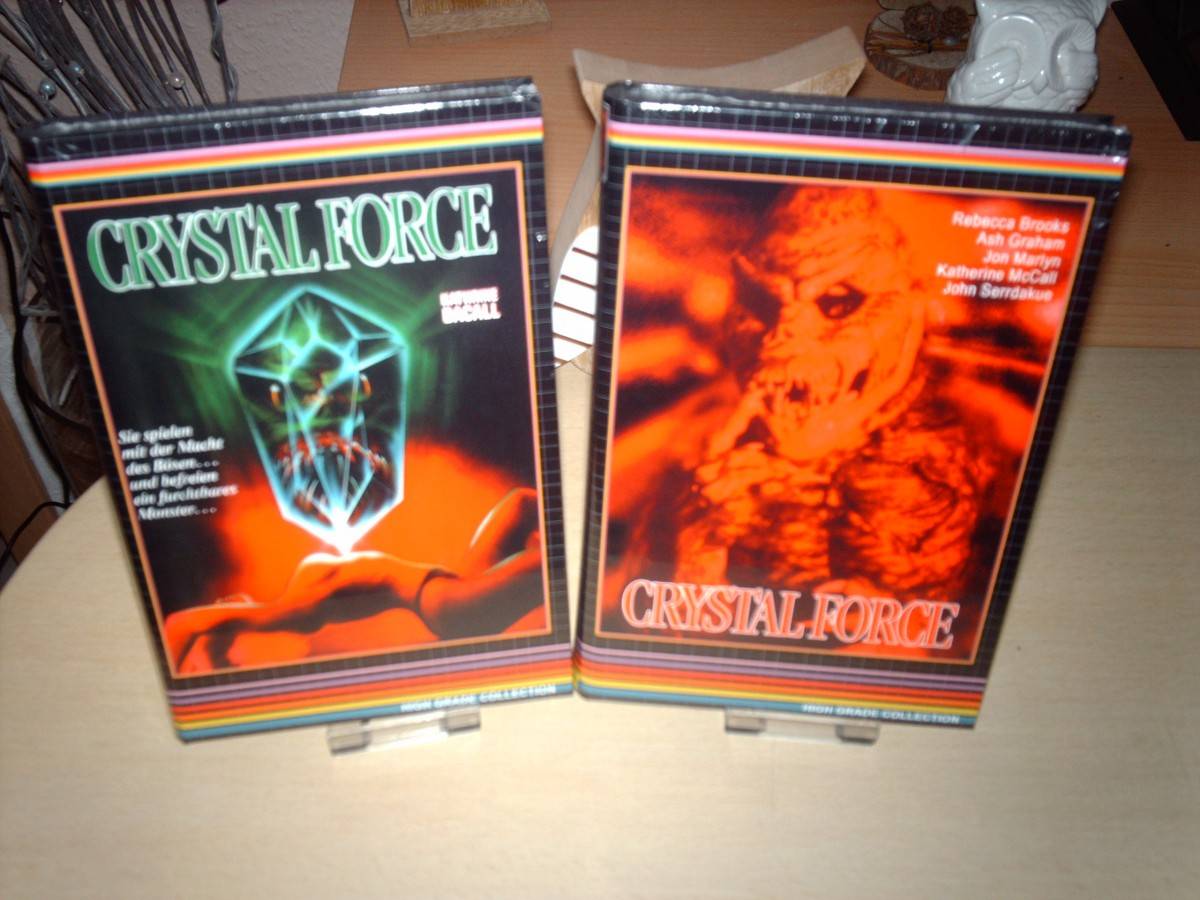 CRYSTAL FORCE
Sie spielen
mit der Macht
des Bösen...
und befreien
ein furchtbares
Monster...
HIGH GRADE COLLECTION
Rebecca Brooks
Ash Graham
Jon Martyn
Katherine McCall
John Serrdakue
CRYSTAL FORCE
HIGH GRADE COLLECTION